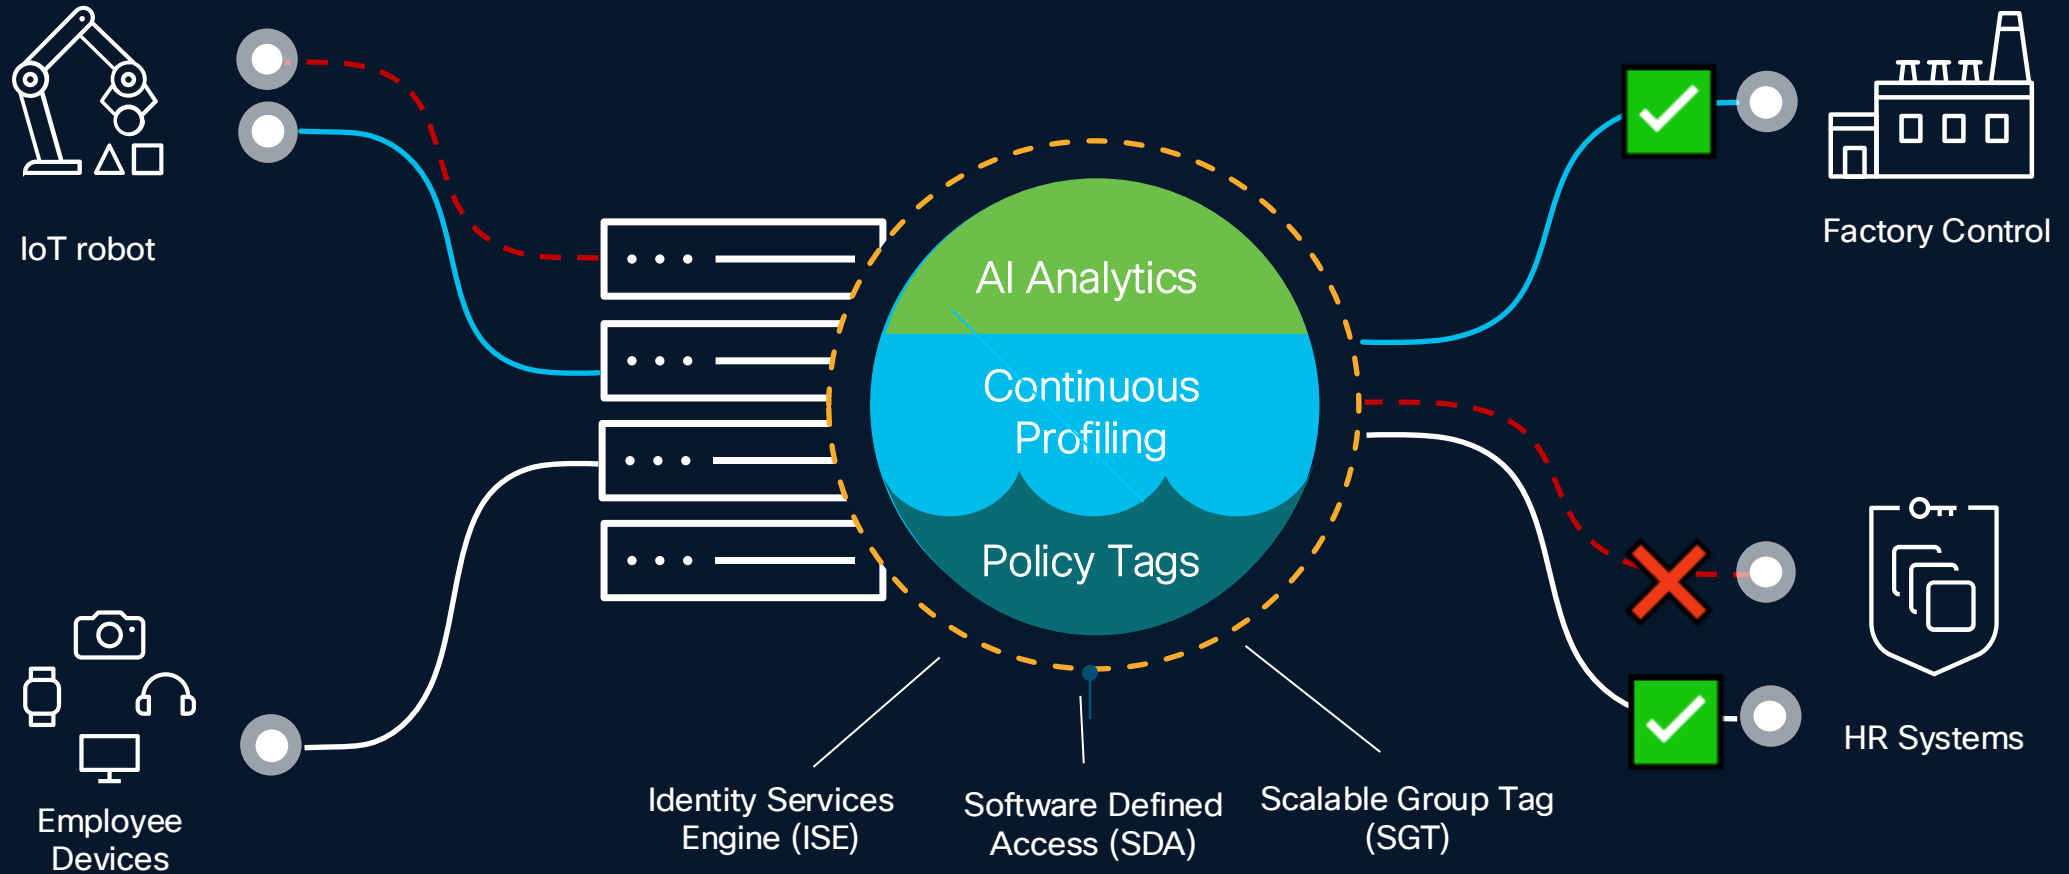 IoT robot
Factory Control
AI Analytics
Continuous
Profiling
Policy Tags
HR Systems
Employee
Devices
Identity Services
Engine (ISE)
Software Defined
Access (SDA)
Scalable Group Tag
(SGT)